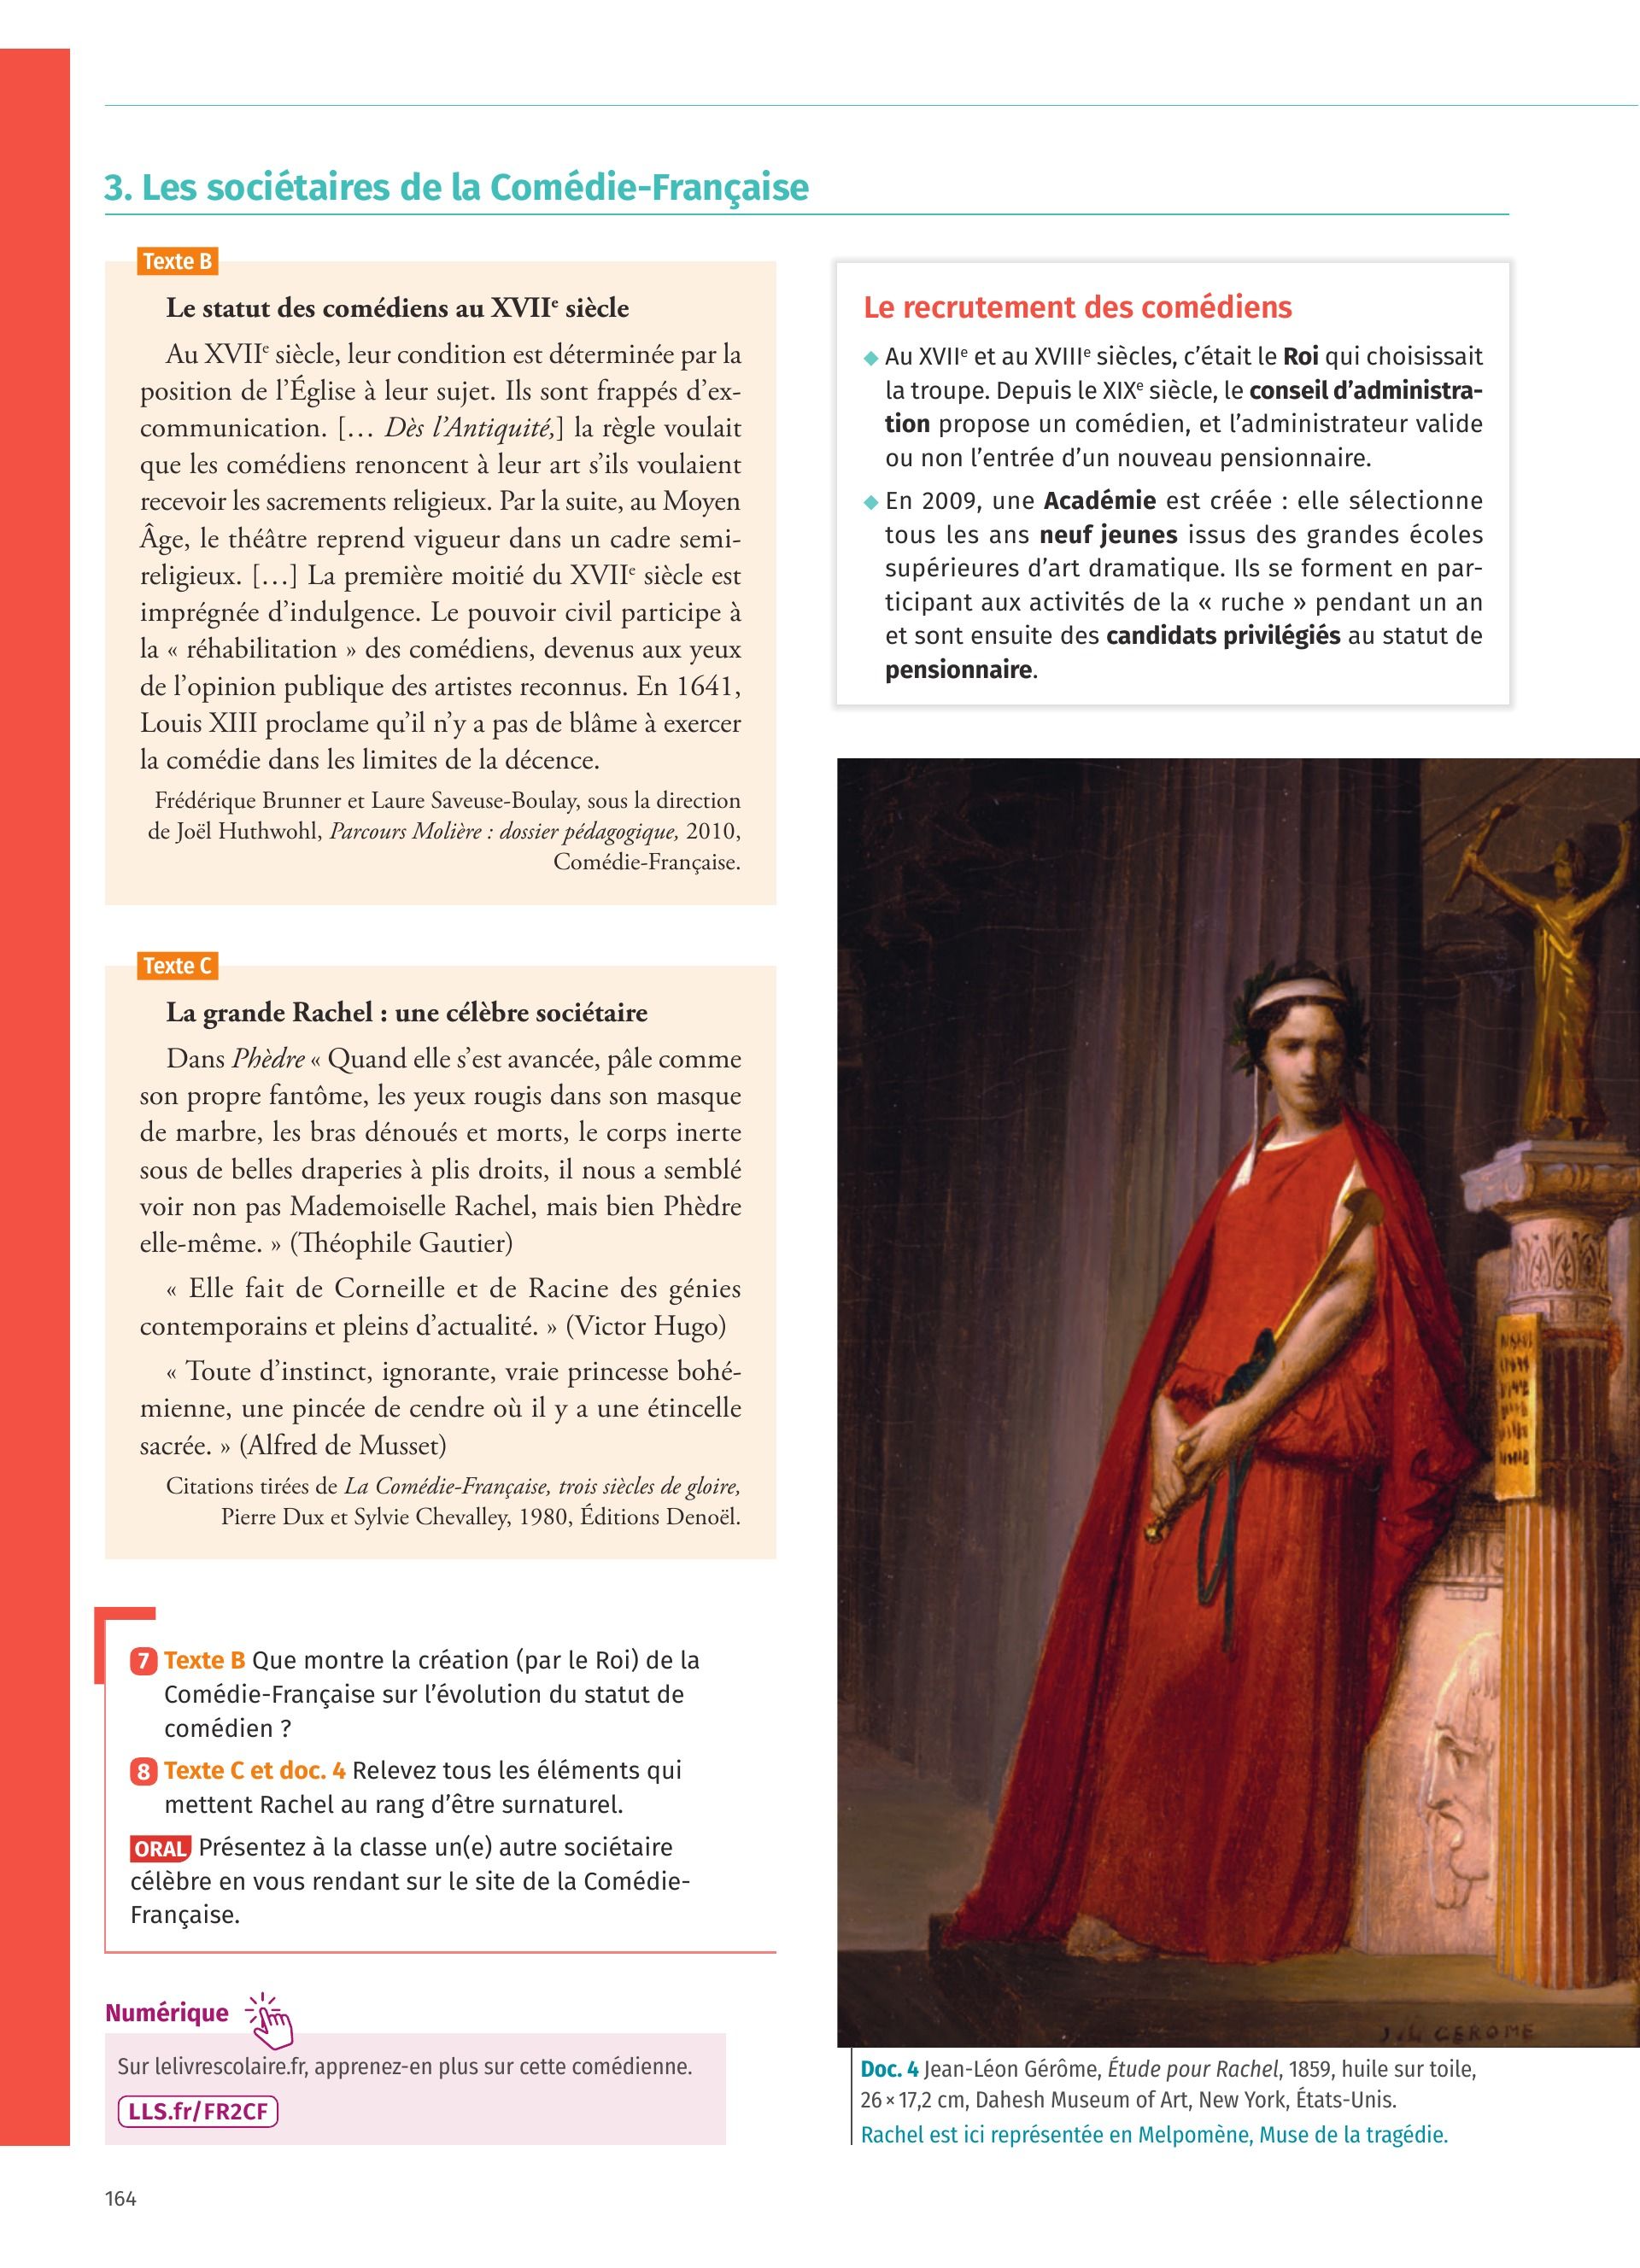 3. Les sociétaires de la Comédie-Française
Texte B
Le statut des comédiens au XVIIe siècle
Au XVIIe siècle, leur condition est déterminée par la
position de l’Église à leur sujet. Ils sont frappés d’ex-
communication. [… Dès l’Antiquité,] la règle voulait
que les comédiens renoncent à leur art s’ils voulaient
recevoir les sacrements religieux. Par la suite, au Moyen
Âge, le théâtre reprend vigueur dans un cadre semi-
religieux. […] La première moitié du XVIIe siècle est
imprégnée d’indulgence. Le pouvoir civil participe à
la « réhabilitation » des comédiens, devenus aux yeux
de l’opinion publique des artistes reconnus. En 1641,
Louis XIII proclame qu’il n’y a pas de blâme à exercer
la comédie dans les limites de la décence.
Frédérique Brunner et Laure Saveuse-Boulay, sous la direction
de Joël Huthwohl, Parcours Molière : dossier pédagogique, 2010,
Comédie-Française.
Texte C
La grande Rachel : une célèbre sociétaire
Dans Phèdre « Quand elle s’est avancée, pâle comme
son propre fantôme, les yeux rougis dans son masque
de marbre, les bras dénoués et morts, le corps inerte
sous de belles draperies à plis droits, il nous a semblé
voir non pas Mademoiselle Rachel, mais bien Phèdre
elle-même. » (Théophile Gautier)
« Elle fait de Corneille et de Racine des génies
contemporains et pleins d’actualité. » (Victor Hugo)
« Toute d’instinct, ignorante, vraie princesse bohé-
mienne, une pincée de cendre où il y a une étincelle
sacrée. » (Alfred de Musset)
Citations tirées de La Comédie-Française, trois siècles de gloire,
Pierre Dux et Sylvie Chevalley, 1980, Éditions Denoël.
7 Texte B Que montre la création (par le Roi) de la
Comédie-Française sur l’évolution du statut de
comédien ?
8 Texte C et doc. 4 Relevez tous les éléments qui
mettent Rachel au rang d’être surnaturel.
ORAL Présentez à la classe un(e) autre sociétaire
célèbre en vous rendant sur le site de la Comédie-
Française.
Numérique
Sur lelivrescolaire.fr, apprenez-en plus sur cette comédienne.
LLS.fr/FR2CF
Le recrutement des comédiens
Au XVIIe et au XVIIIe siècles, c’était le Roi qui choisissait
la troupe. Depuis le XIXe siècle, le conseil d’administra-
tion propose un comédien, et l’administrateur valide
ou non l’entrée d’un nouveau pensionnaire.
En 2009, une Académie est créée : elle sélectionne
tous les ans neuf jeunes issus des grandes écoles
supérieures d’art dramatique. Ils se forment en par-
ticipant aux activités de la « ruche » pendant un an
et sont ensuite des candidats privilégiés au statut de
pensionnaire.
J. L GEROME
Doc. 4 Jean-Léon Gérôme, Étude pour Rachel, 1859, huile sur toile,
26 × 17,2 cm, Dahesh Museum of Art, New York, États-Unis.
Rachel est ici représentée en Melpomène, Muse de la tragédie.
164